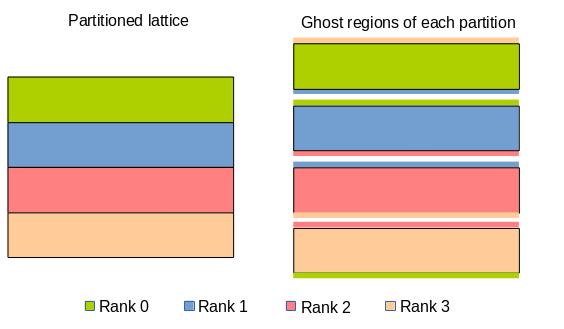 Partitioned lattice
Ghost regions of each partition
Rank 0
Rank 1
Rank 2
Rank 3